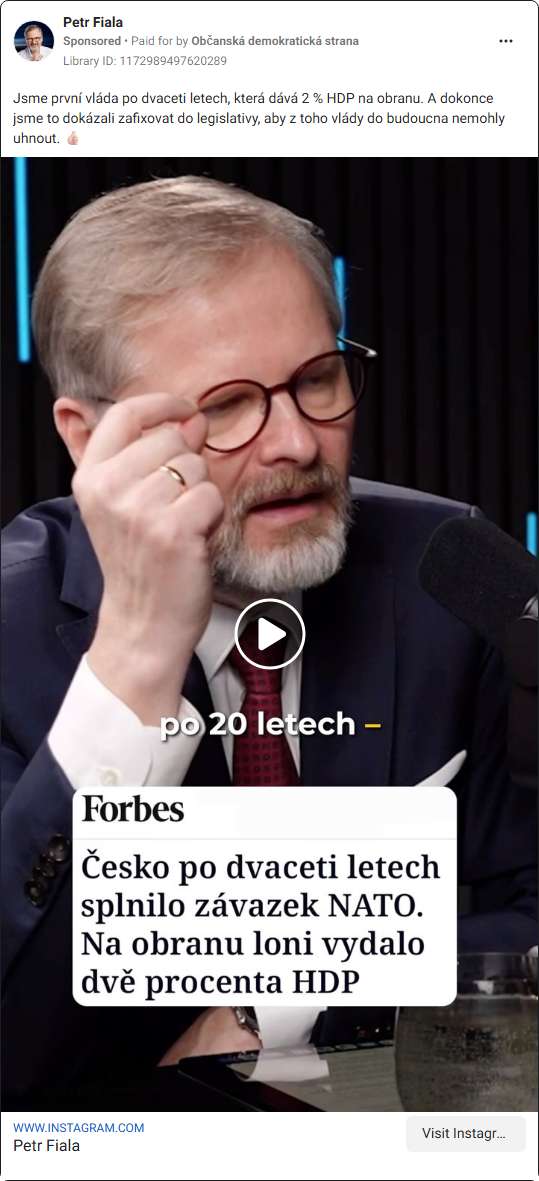 Petr Fiala
Sponsored • Paid for by Občanská demokratická strana
Library ID: 1172989497620289
Jsme první vláda po dvaceti letech, která dává 2 % HDP na obranu. A dokonce
jsme to dokázali zafixovat do legislativy, aby z toho vlády do budoucna nemohly
uhnout. 👍🏻
po 20 letech –
Forbes
Česko po dvaceti letech
splnilo závazek NATO.
Na obranu loni vydalo
dvě procenta HDP
WWW.INSTAGRAM.COM
Petr Fiala
Visit Instagr...